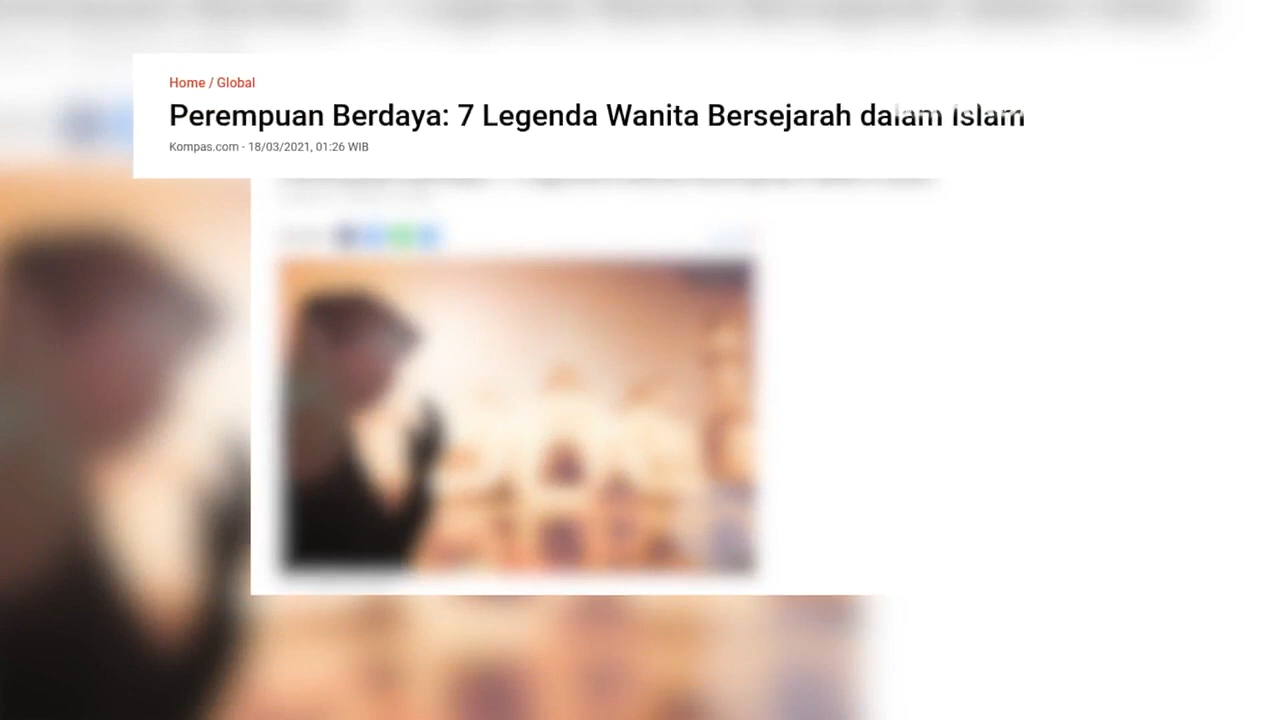 Home / Global
Perempuan Berdaya: 7 Legenda Wanita Bersejarah dalam Islam
Kompas.com - 18/03/2021, 01:26 WIB